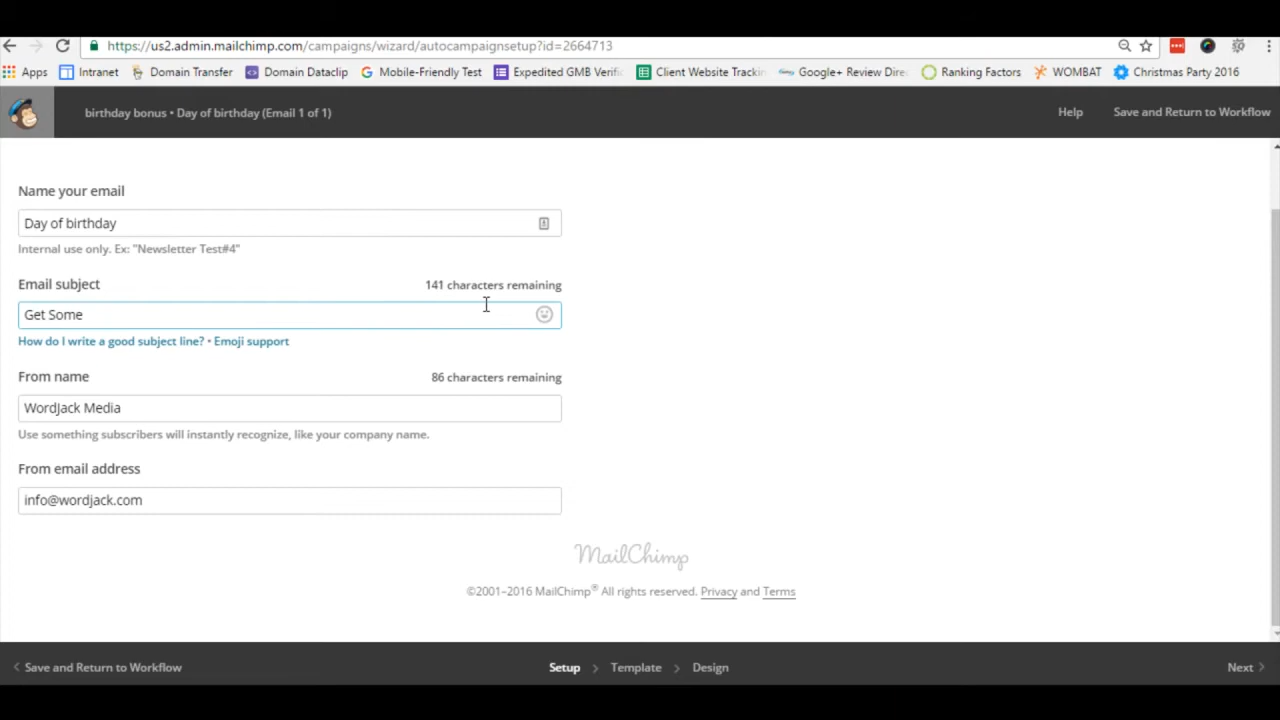 https://us2.admin.mailchimp.com/campaigns/wizard/autocampaignsetup?id=2664713
Apps Intranet Domain Transfer Domain Dataclip Mobile-Friendly Test Expedited GMB Verific Client Website Trackin Google+ Review Dire Ranking Factors WOMBAT Christmas Party 2016
birthday bonus • Day of birthday (Email 1 of 1) Help Save and Return to Workflow
Name your email
Day of birthday
Internal use only. Ex: "Newsletter Test#4"
Email subject 141 characters remaining
Get Some
How do I write a good subject line? • Emoji support
From name 86 characters remaining
WordJack Media
Use something subscribers will instantly recognize, like your company name.
From email address
info@wordjack.com
MailChimp
©2001–2016 MailChimp® All rights reserved. Privacy and Terms
Save and Return to Workflow Setup Template Design Next